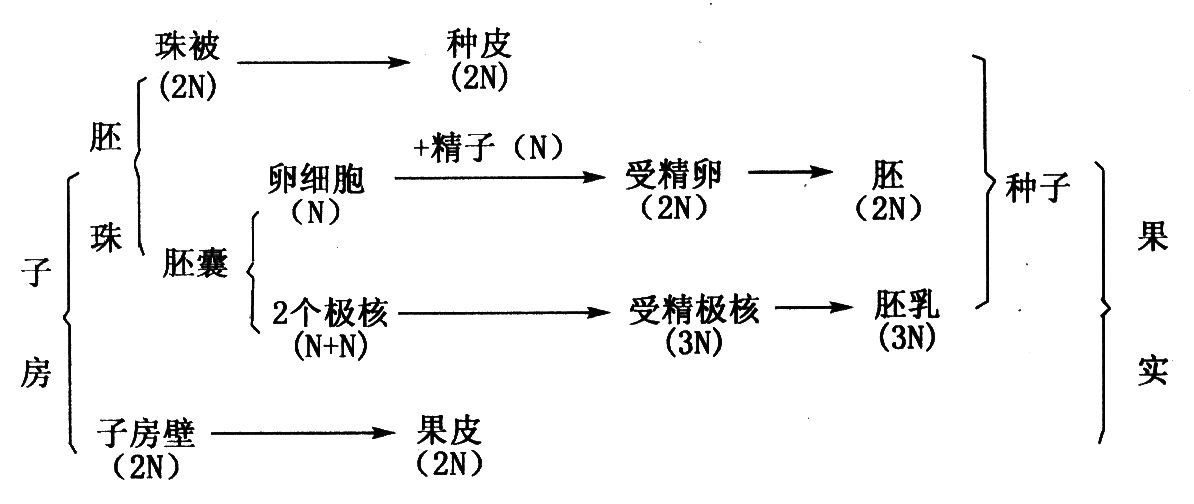 珠被 种皮
(2N) (2N)
胚珠
+精子（N）
卵细胞 受精卵 胚
（N） （2N） （2N）
种子
胚囊
子房
果实
2个极核 受精极核 胚乳
(N+N) (3N) (3N)
子房壁 果皮
（2N） （2N）